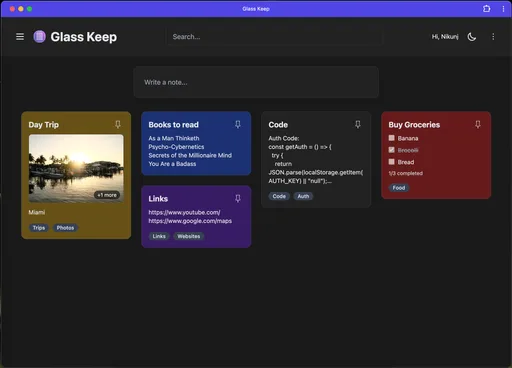 Glass Keep
Glass Keep
Search...
Hi, Nikunj
Write a note...
Day Trip
+1 more
Miami
Trips
Photos
Books to read
As a Man Thinketh
Psycho-Cybernetics
Secrets of the Millionaire Mind
You Are a Badass
Links
https://www.youtube.com/
https://www.google.com/maps
Links
Websites
Code
Auth Code:
const getAuth = () => {
try {
return
JSON.parse(localStorage.getItem(
AUTH_KEY) || "null");...
Code
Auth
Buy Groceries
Banana
Broccoli
Bread
1/3 completed
Food